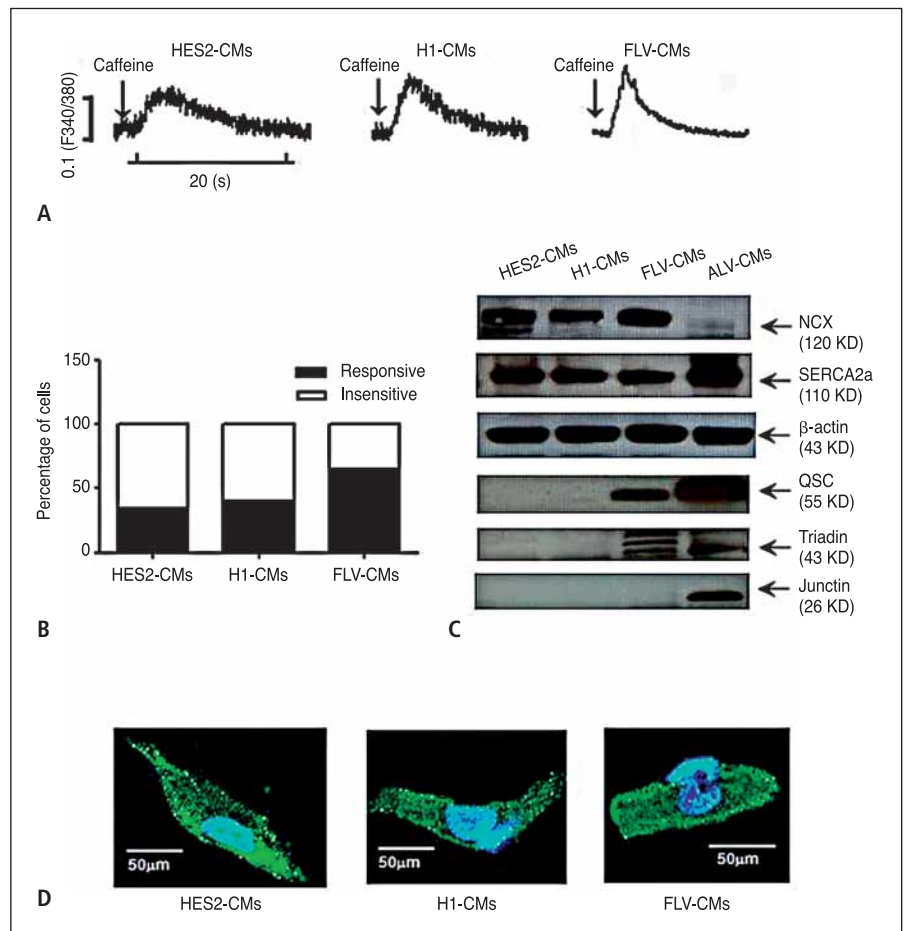 HES2-CMs
H1-CMs
FLV-CMs
Caffeine
Caffeine
Caffeine
0.1 (F340/380)
20 (s)
A
150
100
50
0
Percentage of cells
Responsive
Insensitive
HES2-CMs
H1-CMs
FLV-CMs
B
HES2-CMs
H1-CMs
FLV-CMs
ALV-CMs
NCX
(120 KD)
SERCA2a
(110 KD)
β-actin
(43 KD)
QSC
(55 KD)
Triadin
(43 KD)
Junctin
(26 KD)
C
50μm
50μm
50μm
D
HES2-CMs
H1-CMs
FLV-CMs